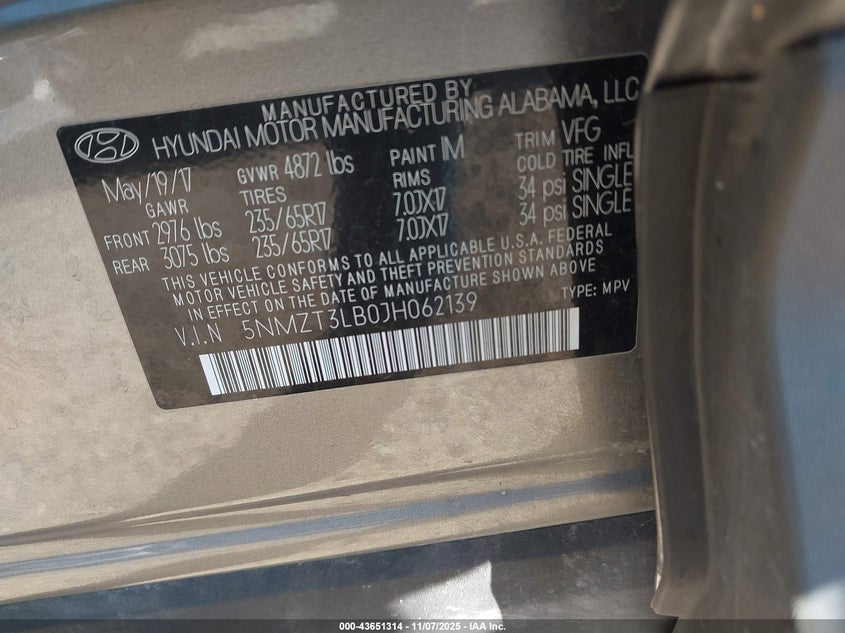 MANUFACTURED BY
HYUNDAI MOTOR MANUFACTURING ALABAMA, LLC
May/19/17 GVWR 4872 lbs PAINT IM TRIM VFG
GAWR TIRES RIMS COLD TIRE INFL
FRONT 2976 lbs 235/65R17 7.0JX17 34 psi SINGLE
REAR 3075 lbs 235/65R17 7.0JX17 34 psi SINGLE
THIS VEHICLE CONFORMS TO ALL APPLICABLE U.S.A. FEDERAL
MOTOR VEHICLE SAFETY AND THEFT PREVENTION STANDARDS
IN EFFECT ON THE DATE OF MANUFACTURE SHOWN ABOVE
V.I.N 5NMZT3LB0JH062139 TYPE: MPV
000-43651314 - 11/07/2025 - IAA Inc.